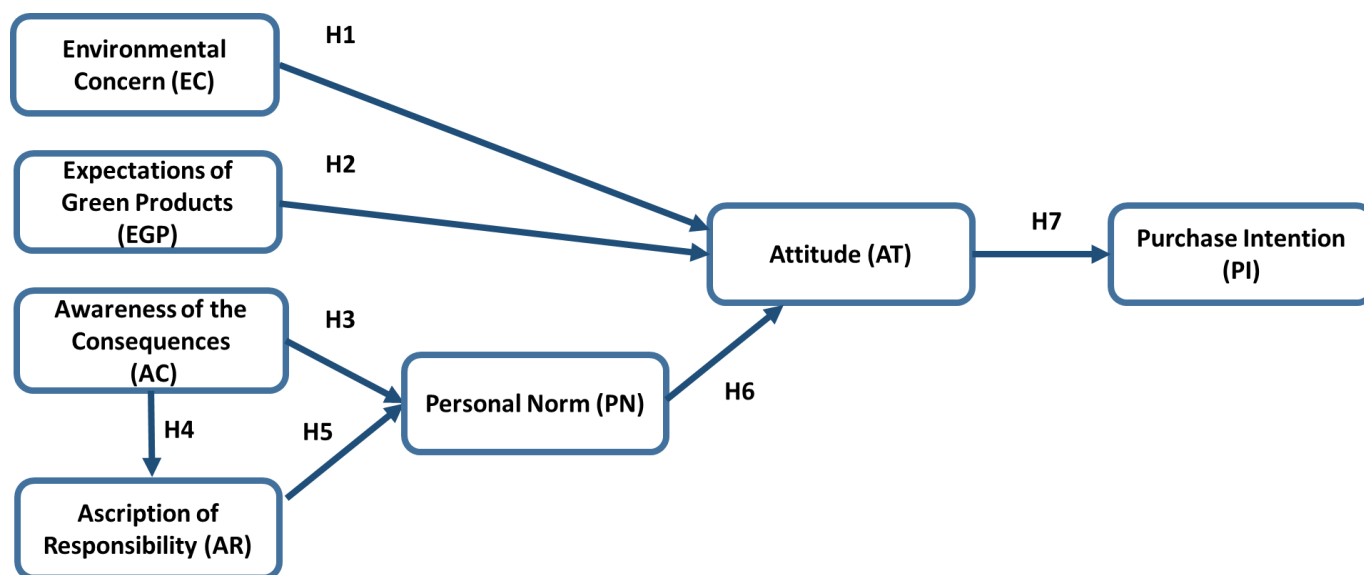 H1
Environmental
Concern (EC)
H2
Expectations of
Green Products
(EGP)
Attitude (AT)
H7
Purchase Intention
(PI)
Awareness of the
Consequences
(AC)
H3
Personal Norm (PN)
H6
H4
H5
Ascription of
Responsibility (AR)